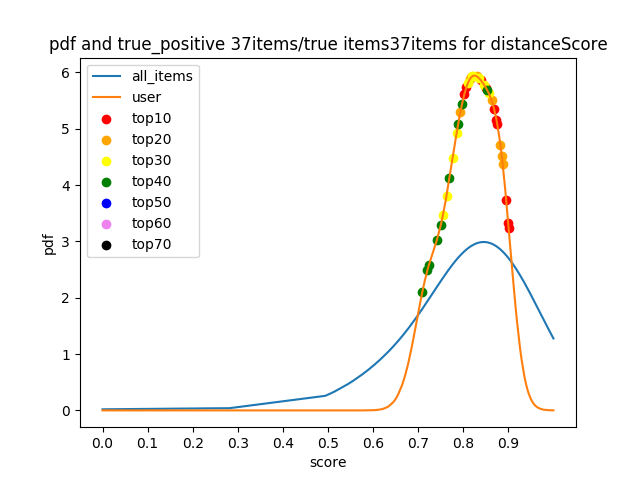 pdf and true_positive 37items/true items37items for distanceScore
6
5
4
3
2
1
0
pdf
all_items
user
top10
top20
top30
top40
top50
top60
top70
0.0 0.1 0.2 0.3 0.4 0.5 0.6 0.7 0.8 0.9
score